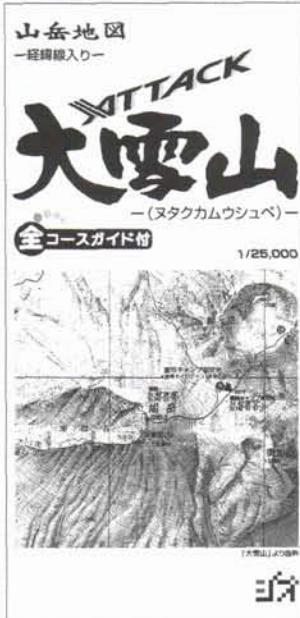 山岳地図
―経緯線入り―
ATTACK
大雪山
―(ヌタクカムウシュペ)―
全コースガイド付
1/25,000
旭岳
「大雪山」より抜粋
ジオ